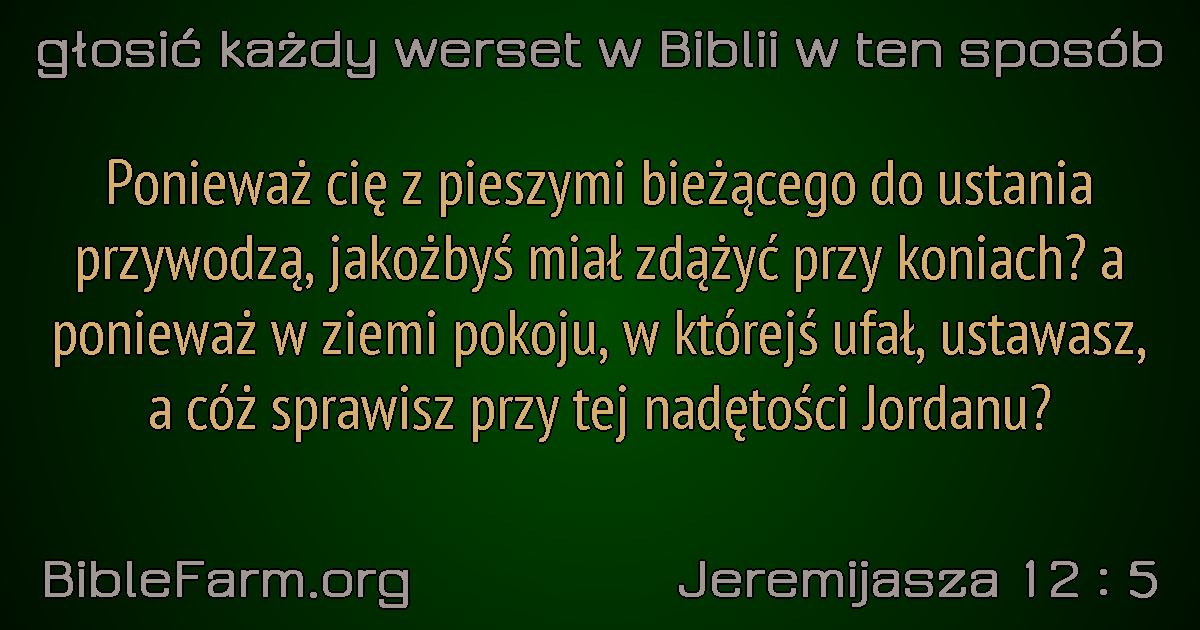 głosić każdy werset w Biblii w ten sposób
Ponieważ cię z pieszymi bieżącego do ustania
przywodzą, jakożbyś miał zdążyć przy koniach? a
ponieważ w ziemi pokoju, w którejś ufał, ustawasz,
a cóż sprawisz przy tej nadętości Jordanu?
BibleFarm.org
Jeremijasza 12 : 5